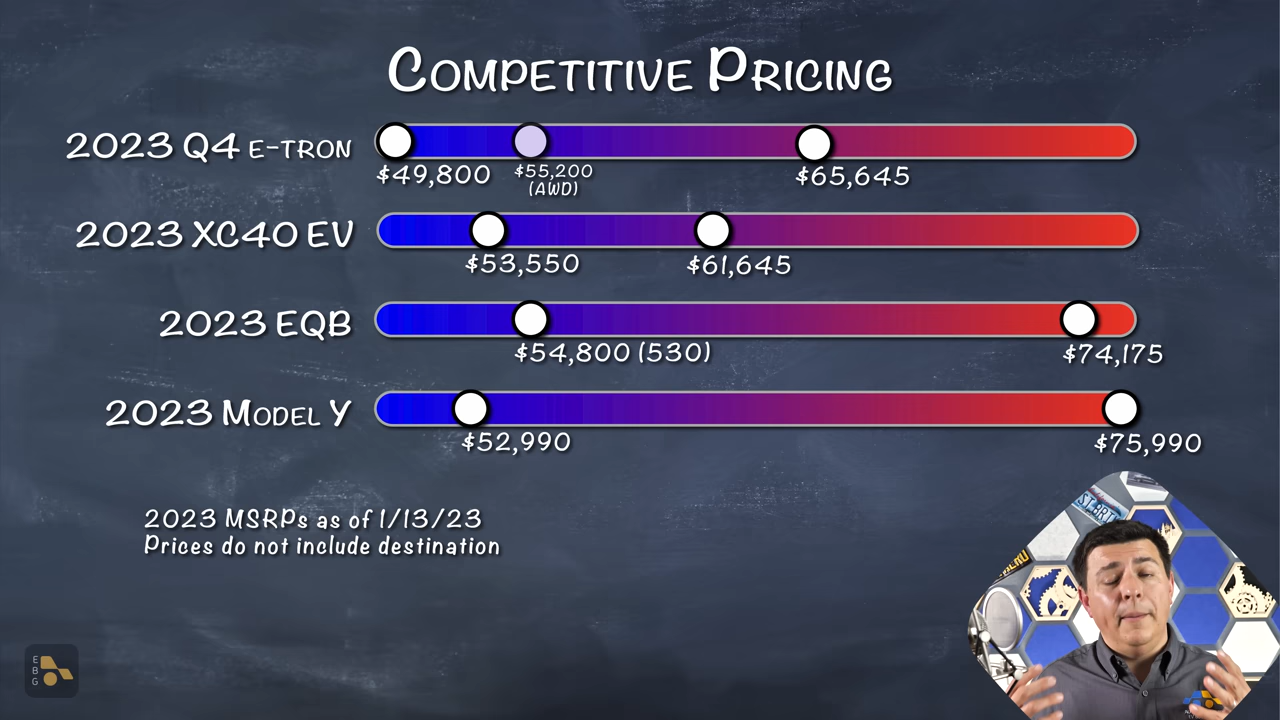 Competitive Pricing
2023 Q4 e-tron
$49,800
$55,200
(AWD)
$65,645
2023 XC40 EV
$53,550
$61,645
2023 EQB
$54,800 (530)
$74,175
2023 Model Y
$52,990
$75,990
2023 MSRPs as of 1/13/23
Prices do not include destination
E
B
G